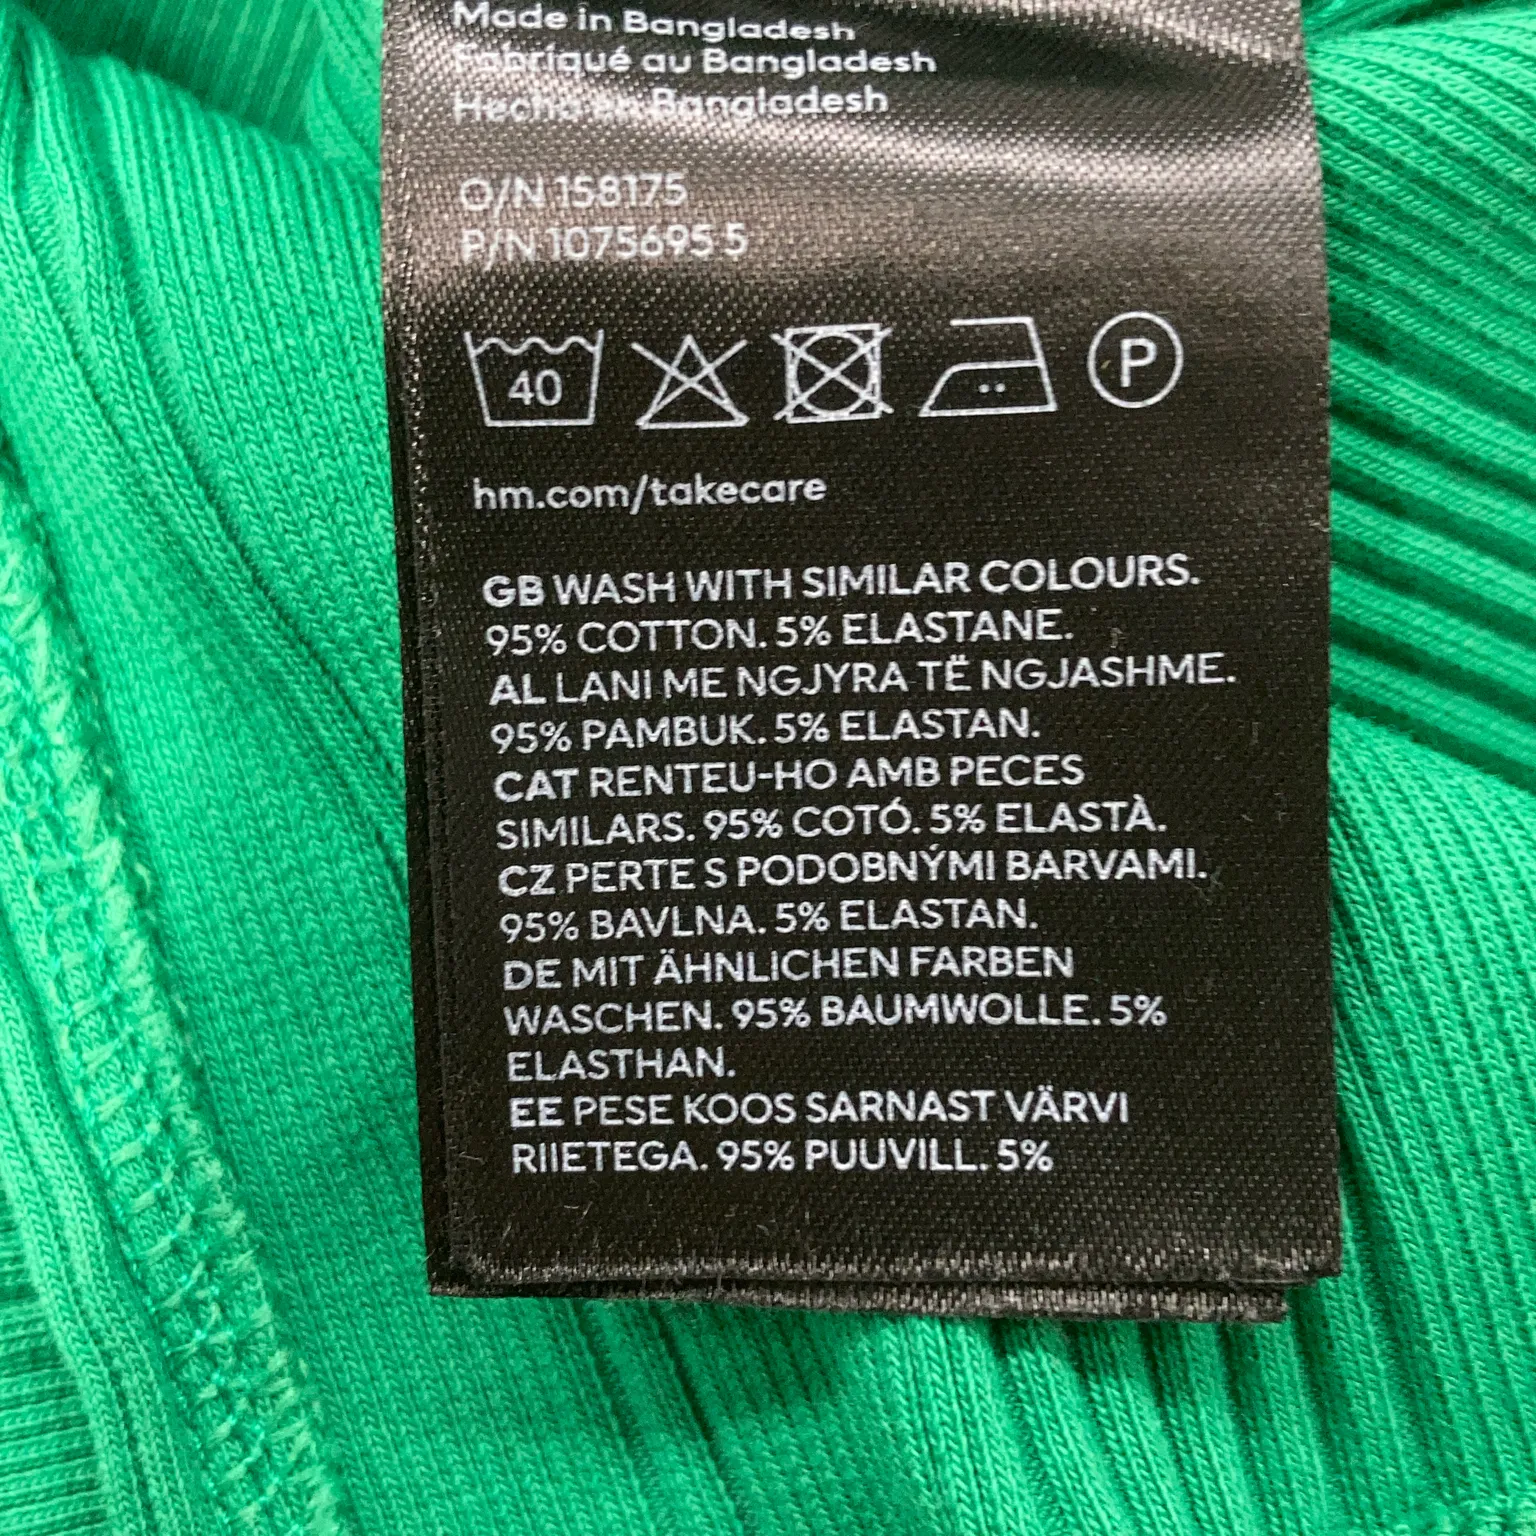 Made in Bangladesh
Fabriqué au Bangladesh
Hecho en Bangladesh
O/N 158175
P/N 1075695 5
40
P
hm.com/takecare
GB WASH WITH SIMILAR COLOURS.
95% COTTON. 5% ELASTANE.
AL LANI ME NGJYRA TË NGJASHME.
95% PAMBUK. 5% ELASTAN.
CAT RENTEU-HO AMB PECES
SIMILARS. 95% COTÓ. 5% ELASTÀ.
CZ PERTE S PODOBNÝMI BARVAMI.
95% BAVLNA. 5% ELASTAN.
DE MIT ÄHNLICHEN FARBEN
WASCHEN. 95% BAUMWOLLE. 5%
ELASTHAN.
EE PESE KOOS SARNAST VÄRVI
RIIETEGA. 95% PUUVILL. 5%